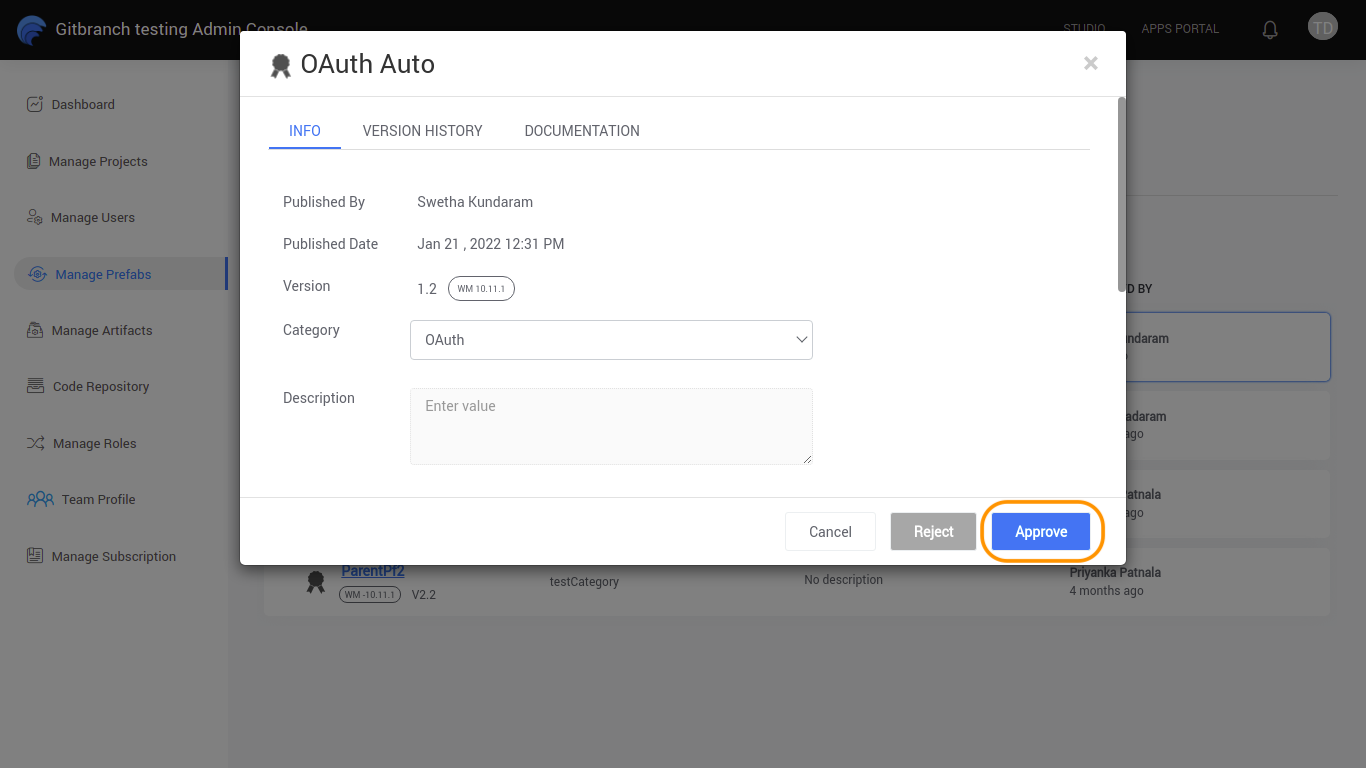 Gitbranch testing Admin Console
STUDIO
APPS PORTAL
TD
Dashboard
Manage Projects
Manage Users
Manage Prefabs
Manage Artifacts
Code Repository
Manage Roles
Team Profile
Manage Subscription
OAuth Auto
×
INFO
VERSION HISTORY
DOCUMENTATION
Published By
Swetha Kundaram
Published Date
Jan 21 , 2022 12:31 PM
Version
1.2
WM 10.11.1
Category
OAuth
Description
Enter value
Cancel
Reject
Approve
D BY
ndaram
adaram
ago
atnala
ago
ParentPf2
WM -10.11.1
V2.2
testCategory
No description
Priyanka Patnala
4 months ago